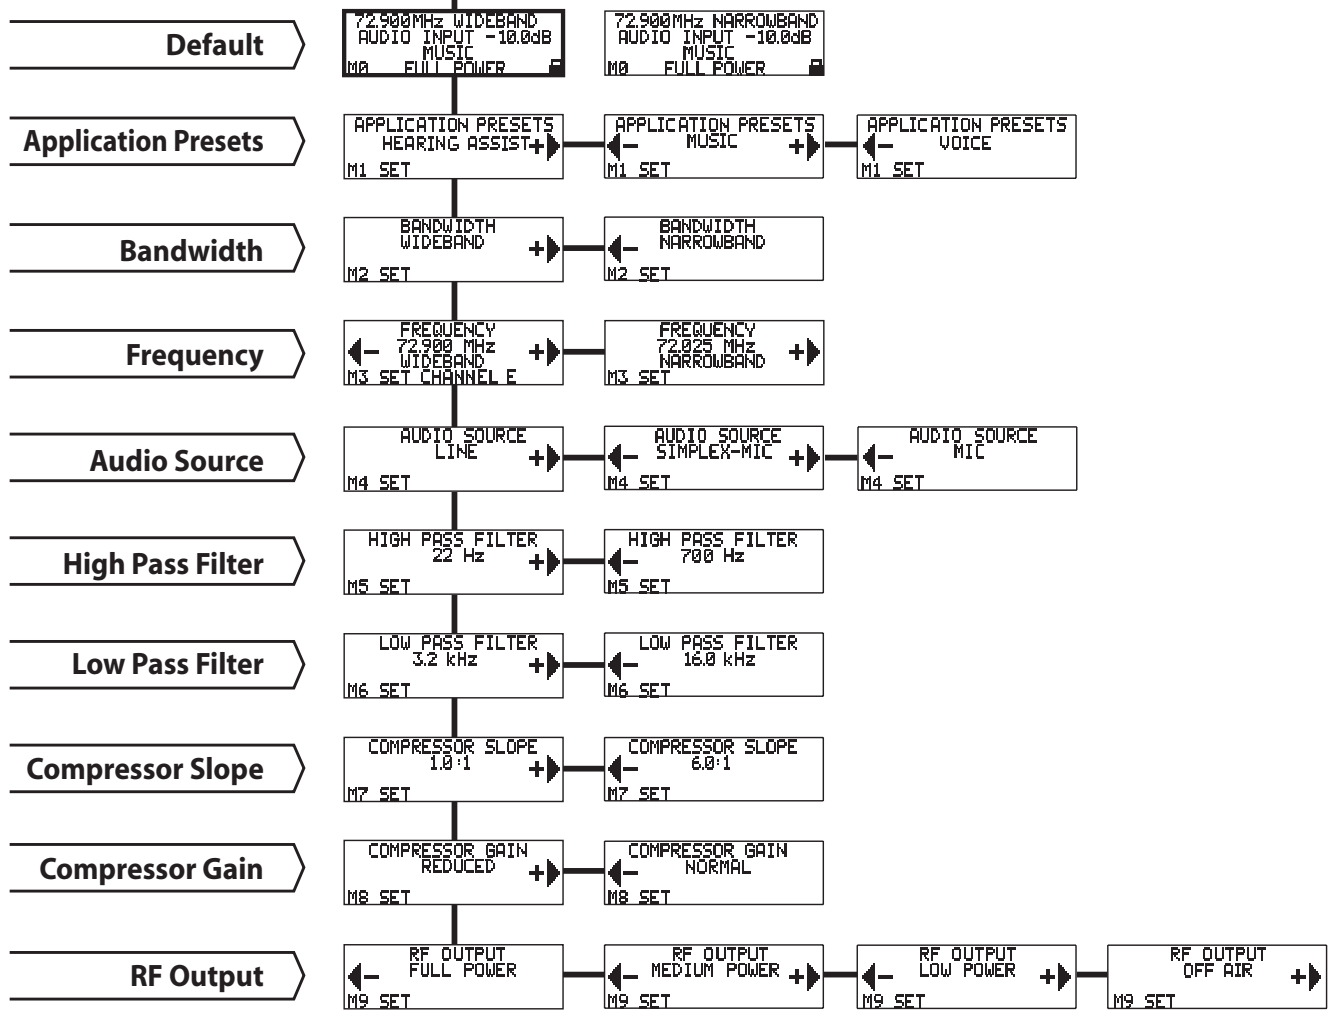 Default
72.900MHz WIDEBAND
AUDIO INPUT -10.0dB
MUSIC
M0 FULL POWER
72.900MHz NARROWBAND
AUDIO INPUT -10.0dB
MUSIC
M0 FULL POWER
Application Presets
APPLICATION PRESETS
HEARING ASSIST+
M1 SET
APPLICATION PRESETS
− MUSIC +
M1 SET
APPLICATION PRESETS
− VOICE
M1 SET
Bandwidth
BANDWIDTH
WIDEBAND +
M2 SET
BANDWIDTH
− NARROWBAND
M2 SET
Frequency
FREQUENCY
− 72.900 MHz +
WIDEBAND
M3 SET CHANNEL E
FREQUENCY
72.025 MHz +
NARROWBAND
M3 SET
Audio Source
AUDIO SOURCE
LINE +
M4 SET
AUDIO SOURCE
− SIMPLEX-MIC +
M4 SET
AUDIO SOURCE
− MIC
M4 SET
High Pass Filter
HIGH PASS FILTER
22 Hz +
M5 SET
HIGH PASS FILTER
− 700 Hz
M5 SET
Low Pass Filter
LOW PASS FILTER
3.2 kHz +
M6 SET
LOW PASS FILTER
− 16.0 kHz
M6 SET
Compressor Slope
COMPRESSOR SLOPE
1.0:1 +
M7 SET
COMPRESSOR SLOPE
− 6.0:1
M7 SET
Compressor Gain
COMPRESSOR GAIN
REDUCED +
M8 SET
COMPRESSOR GAIN
− NORMAL
M8 SET
RF Output
RF OUTPUT
− FULL POWER
M9 SET
RF OUTPUT
− MEDIUM POWER +
M9 SET
RF OUTPUT
− LOW POWER +
M9 SET
RF OUTPUT
OFF AIR +
M9 SET